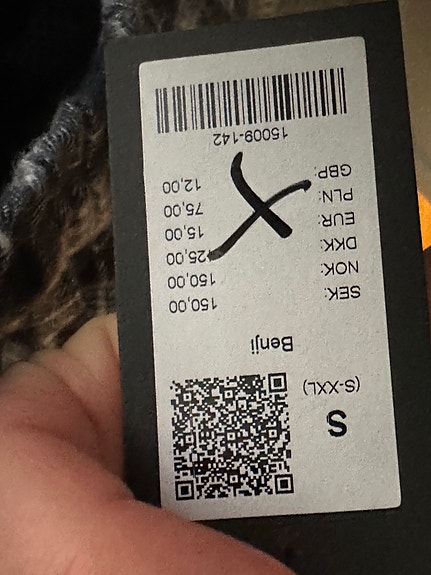 S
(S-XXL)
Benji
SEK: 150,00
NOK: 150,00
DKK:
EUR: 15,00
PLN: 75,00
GBP: 12,00
15009-142